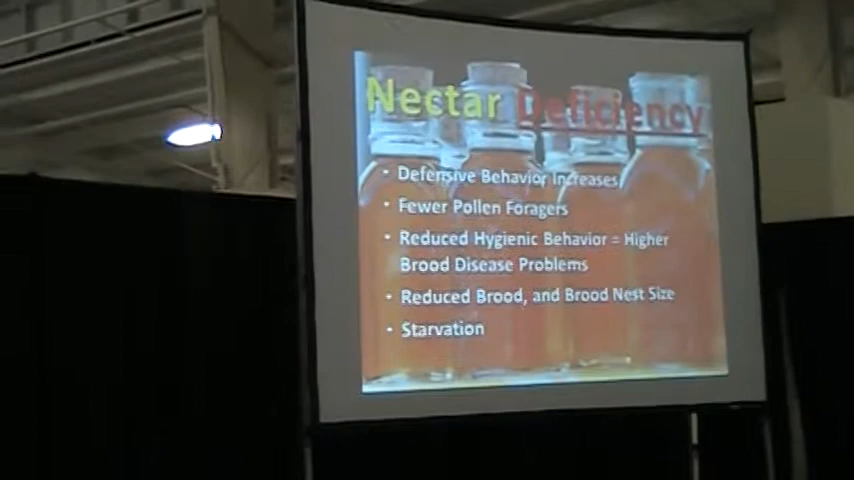 Nectar Deficiency
• Defensive Behavior Increases
• Fewer Pollen Foragers
• Reduced Hygienic Behavior = Higher
Brood Disease Problems
• Reduced Brood, and Brood Nest Size
• Starvation